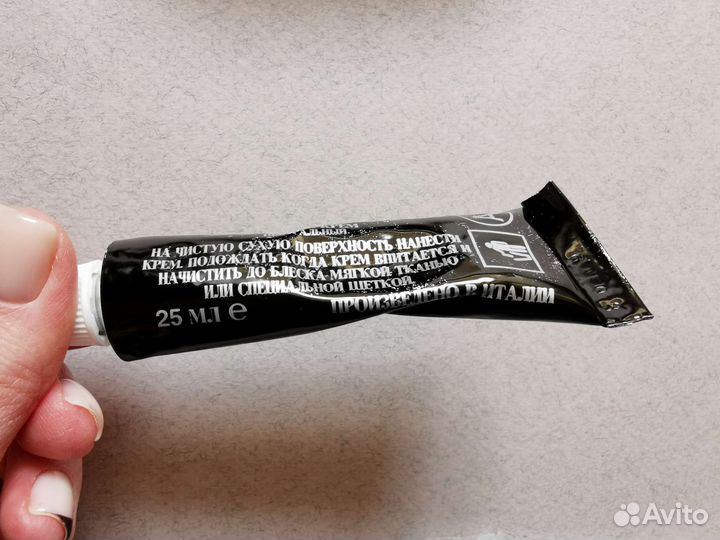 НА ЧИСТУЮ СУХУЮ ПОВЕРХНОСТЬ НАНЕСТИ
КРЕМ. ПОДОЖДАТЬ КОГДА КРЕМ ВПИТАЕТСЯ И
НАЧИСТИТЬ ДО БЛЕСКА МЯГКОЙ ТКАНЬЮ
ИЛИ СПЕЦИАЛЬНОЙ ЩЕТКОЙ.
ПРОИЗВЕДЕНО В ИТАЛИИ
25 МЛ e
Avito